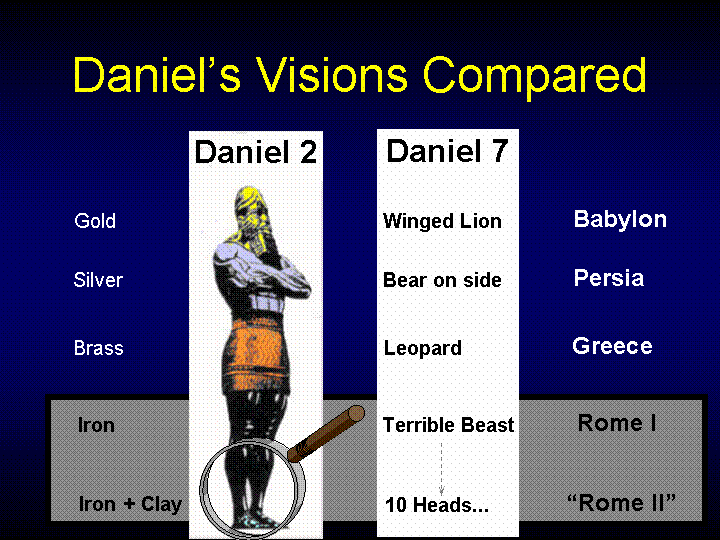 Daniel’s Visions Compared
Daniel 2 Daniel 7
Gold Winged Lion Babylon
Silver Bear on side Persia
Brass Leopard Greece
Iron Terrible Beast Rome I
Iron + Clay 10 Heads... “Rome II”